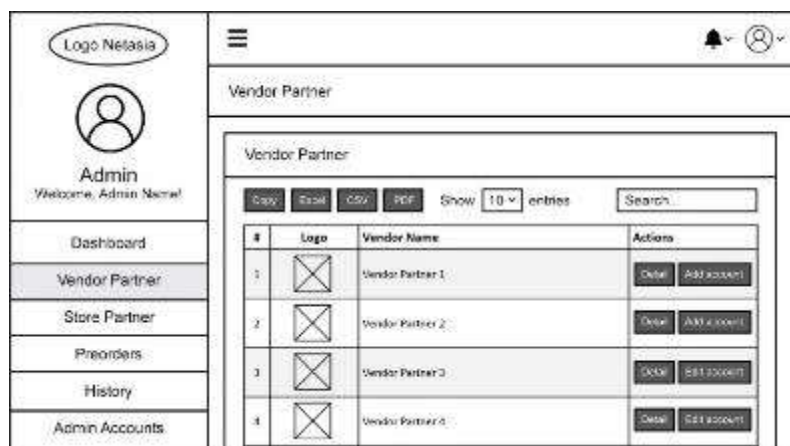 Logo Netasia
Admin
Welcome, Admin Name!
Dashboard
Vendor Partner
Store Partner
Preorders
History
Admin Accounts
Vendor Partner
Vendor Partner
Copy Excel CSV PDF Show 10 entries Search...
# Logo Vendor Name Actions
1 Vendor Partner 1 Detail Add account
2 Vendor Partner 2 Detail Add account
3 Vendor Partner 3 Detail Edit account
4 Vendor Partner 4 Detail Edit account